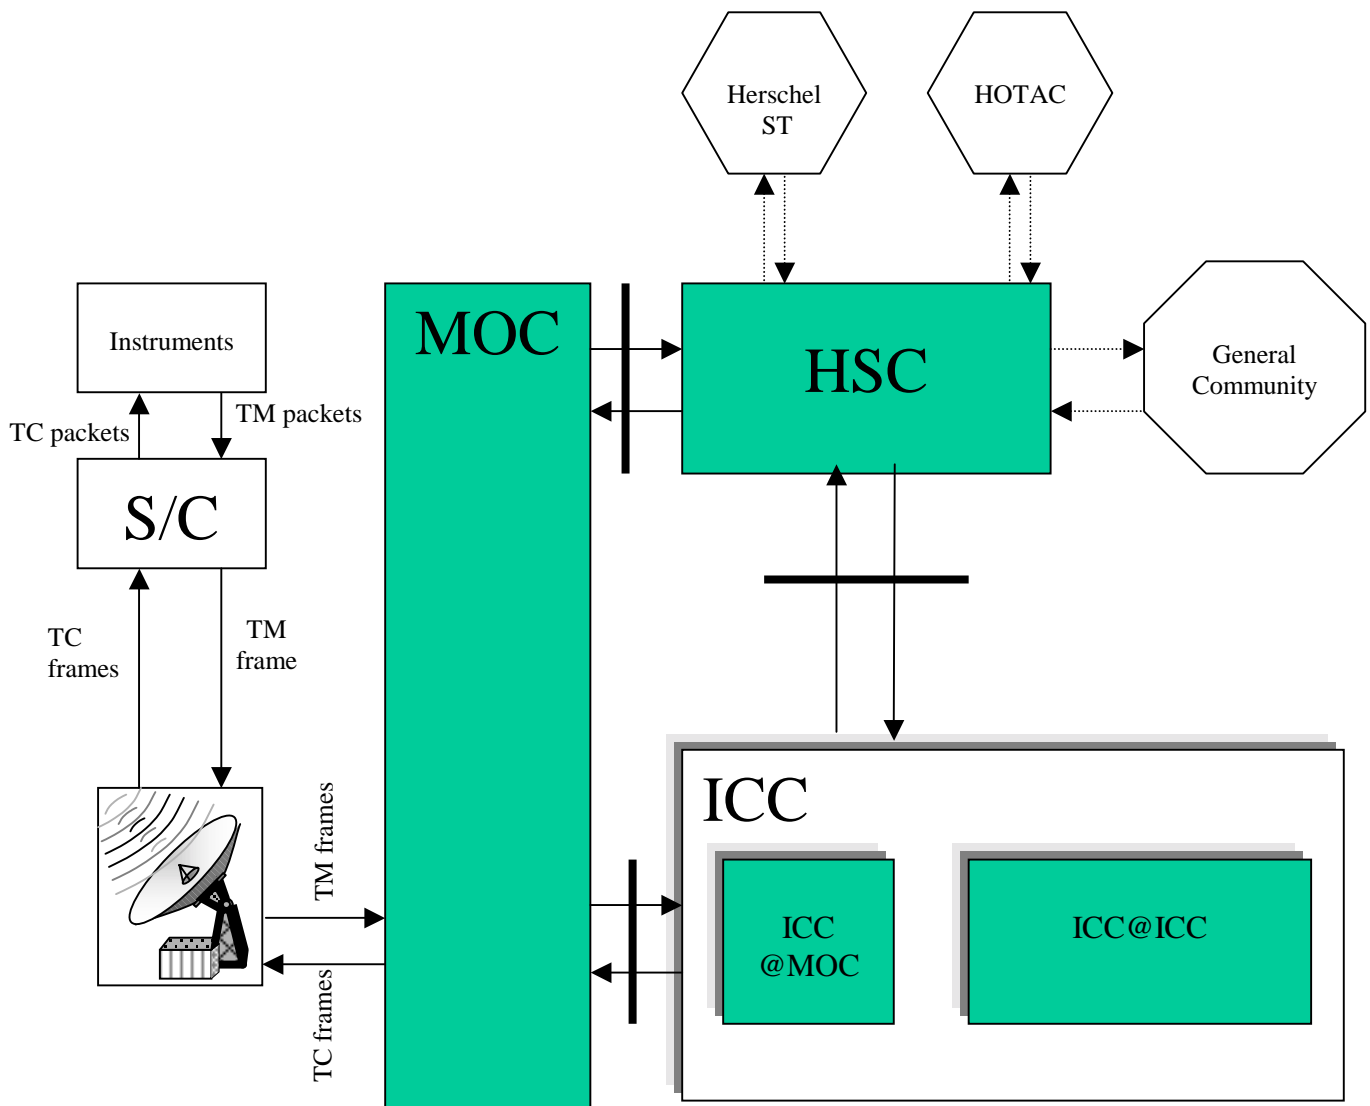 Herschel
ST
HOTAC
Instruments
MOC
HSC
General
Community
TC packets
TM packets
S/C
TC
frames
TM
frame
ICC
TM frames
TC frames
ICC
@MOC
ICC@ICC